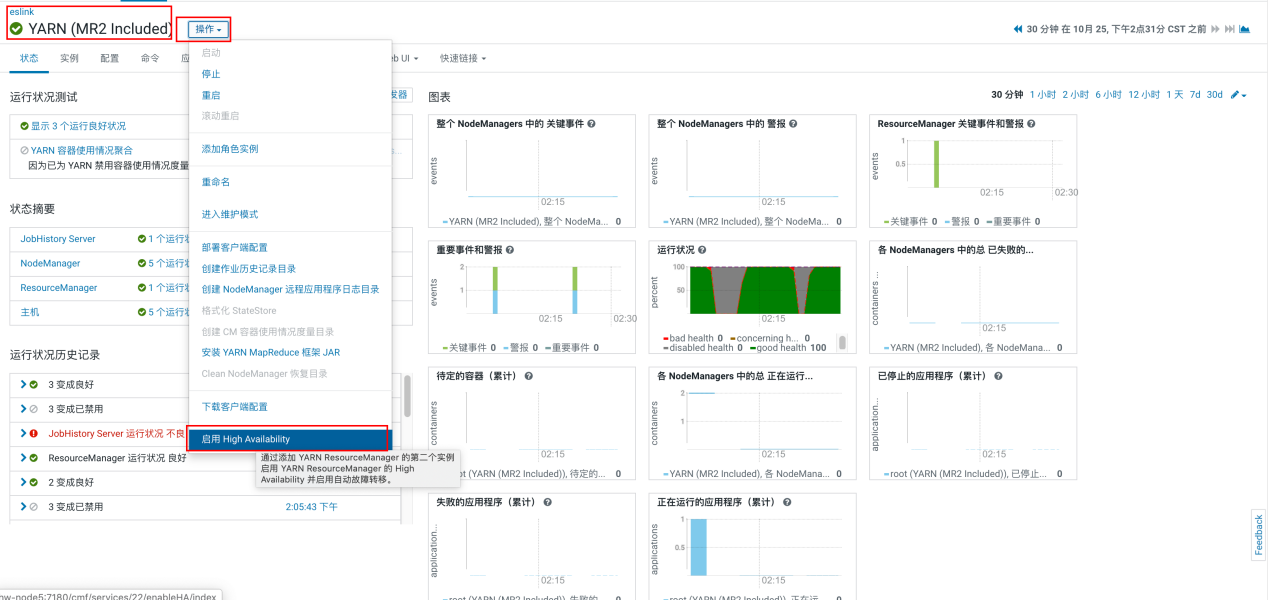 eslink
YARN (MR2 Included)
操作
30 分钟 在 10月 25, 下午2点31分 CST 之前
状态 实例 配置 命令 应 b UI 快速链接
启动
停止
重启
滚动重启
添加角色实例
重命名
进入维护模式
部署客户端配置
创建作业历史记录目录
创建 NodeManager 远程应用程序日志目录
格式化 StateStore
创建 CM 容器使用情况度量目录
安装 YARN MapReduce 框架 JAR
Clean NodeManager 恢复目录
下载客户端配置
启用 High Availability
通过添加 YARN ResourceManager 的第二个实例
启用 YARN ResourceManager 的 High
Availability 并启用自动故障转移。
运行状况测试
发器
显示 3 个运行良好状况
YARN 容器使用情况聚合
因为已为 YARN 禁用容器使用情况度量
状态摘要
JobHistory Server 1 个运行状
NodeManager 5 个运行状
ResourceManager 1 个运行状
主机 5 个运行状
运行状况历史记录
3 变成良好
3 变成已禁用
JobHistory Server 运行状况 不良
ResourceManager 运行状况 良好
2 变成良好
3 变成已禁用 2:05:43 下午
图表
30 分钟 1 小时 2 小时 6 小时 12 小时 1 天 7d 30d
整个 NodeManagers 中的 关键事件
events
02:15
YARN (MR2 Included), 整个 NodeMa... 0
整个 NodeManagers 中的 警报
events
02:15
YARN (MR2 Included), 整个 NodeMa... 0
ResourceManager 关键事件和警报
events
1
0.5
02:15 02:30
关键事件 0 警报 0 重要事件 0
重要事件和警报
events
2
1
02:15 02:30
关键事件 0 警报 0 重要事件 0
运行状况
percent
100
50
02:15
bad health 0 concerning h... 0
disabled health 0 good health 100
各 NodeManagers 中的总 已失败的...
containers ...
02:15
YARN (MR2 Included), 各 NodeMana... 0
待定的容器（累计）
containers
02:15
ot (YARN (MR2 Included)), 待定的... 0
各 NodeManagers 中的总 正在运行...
containers
2
1
02:15
YARN (MR2 Included), 各 NodeMana... 0
已停止的应用程序（累计）
application...
02:15
root (YARN (MR2 Included)), 已停止... 0
失败的应用程序（累计）
application...
02:15
root (YARN (MR2 Included)), 失败的 0
正在运行的应用程序（累计）
applications
1
0.5
02:15
root (YARN (MR2 Included)), 正在运 0
Feedback
nw-node5:7180/cmf/services/22/enableHA/index